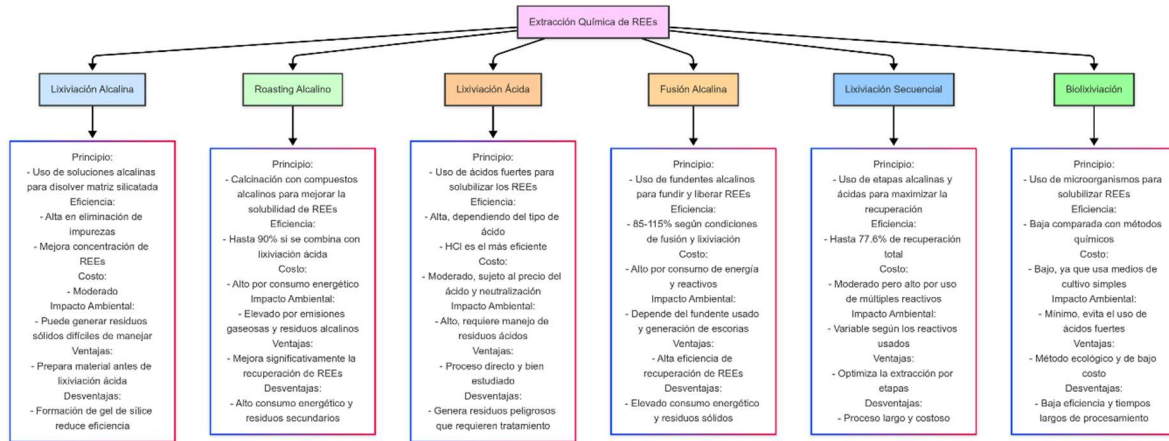 Extracción Química de REEs
Lixiviación Alcalina
Roasting Alcalino
Lixiviación Ácida
Fusión Alcalina
Lixiviación Secuencial
Biolixiviación
Principio:
- Uso de soluciones alcalinas
para disolver matriz silicatada
Eficiencia:
- Alta en eliminación de
impurezas
- Mejora concentración de
REEs
Costo:
- Moderado
Impacto Ambiental:
- Puede generar residuos
sólidos difíciles de manejar
Ventajas:
- Prepara material antes de
lixiviación ácida
Desventajas:
- Formación de gel de sílice
reduce eficiencia
Principio:
- Calcinación con compuestos
alcalinos para mejorar la
solubilidad de REEs
Eficiencia:
- Hasta 90% si se combina con
lixiviación ácida
Costo:
- Alto por consumo energético
Impacto Ambiental:
- Elevado por emisiones
gaseosas y residuos alcalinos
Ventajas:
- Mejora significativamente la
recuperación de REEs
Desventajas:
- Alto consumo energético y
residuos secundarios
Principio:
- Uso de ácidos fuertes para
solubilizar los REEs
Eficiencia:
- Alta, dependiendo del tipo de
ácido
- HCl es el más eficiente
Costo:
- Moderado, sujeto al precio del
ácido y neutralización
Impacto Ambiental:
- Alto, requiere manejo de
residuos ácidos
Ventajas:
- Proceso directo y bien
estudiado
Desventajas:
- Genera residuos peligrosos
que requieren tratamiento
Principio:
- Uso de fundentes alcalinos
para fundir y liberar REEs
Eficiencia:
- 85-115% según condiciones
de fusión y lixiviación
Costo:
- Alto por consumo de energía
y reactivos
Impacto Ambiental:
- Depende del fundente usado
y generación de escorias
Ventajas:
- Alta eficiencia de
recuperación de REEs
Desventajas:
- Elevado consumo energético
y residuos sólidos
Principio:
- Uso de etapas alcalinas y
ácidas para maximizar la
recuperación
Eficiencia:
- Hasta 77.6% de recuperación
total
Costo:
- Moderado pero alto por uso
de múltiples reactivos
Impacto Ambiental:
- Variable según los reactivos
usados
Ventajas:
- Optimiza la extracción por
etapas
Desventajas:
- Proceso largo y costoso
Principio:
- Uso de microorganismos para
solubilizar REEs
Eficiencia:
- Baja comparada con métodos
químicos
Costo:
- Bajo, ya que usa medios de
cultivo simples
Impacto Ambiental:
- Mínimo, evita el uso de
ácidos fuertes
Ventajas:
- Método ecológico y de bajo
costo
Desventajas:
- Baja eficiencia y tiempos
largos de procesamiento